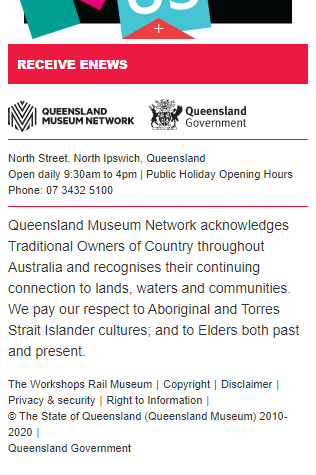 +
RECEIVE ENEWS
QUEENSLAND
MUSEUM NETWORK
Queensland
Government
North Street, North Ipswich, Queensland
Open daily 9:30am to 4pm | Public Holiday Opening Hours
Phone: 07 3432 5100
Queensland Museum Network acknowledges
Traditional Owners of Country throughout
Australia and recognises their continuing
connection to lands, waters and communities.
We pay our respect to Aboriginal and Torres
Strait Islander cultures; and to Elders both past
and present.
The Workshops Rail Museum | Copyright | Disclaimer |
Privacy & security | Right to Information |
© The State of Queensland (Queensland Museum) 2010-
2020 |
Queensland Government